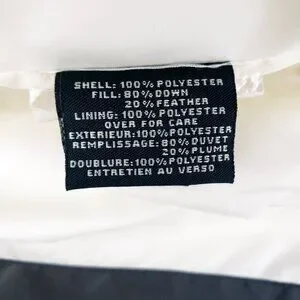 SHELL: 100% POLYESTER
FILL: 80% DOWN
20% FEATHER
LINING: 100% POLYESTER
OVER FOR CARE
EXTERIEUR: 100% POLYESTER
REMPLISSAGE: 80% DUVET
20% PLUME
DOUBLURE: 100% POLYESTER
ENTRETIEN AU VERSO